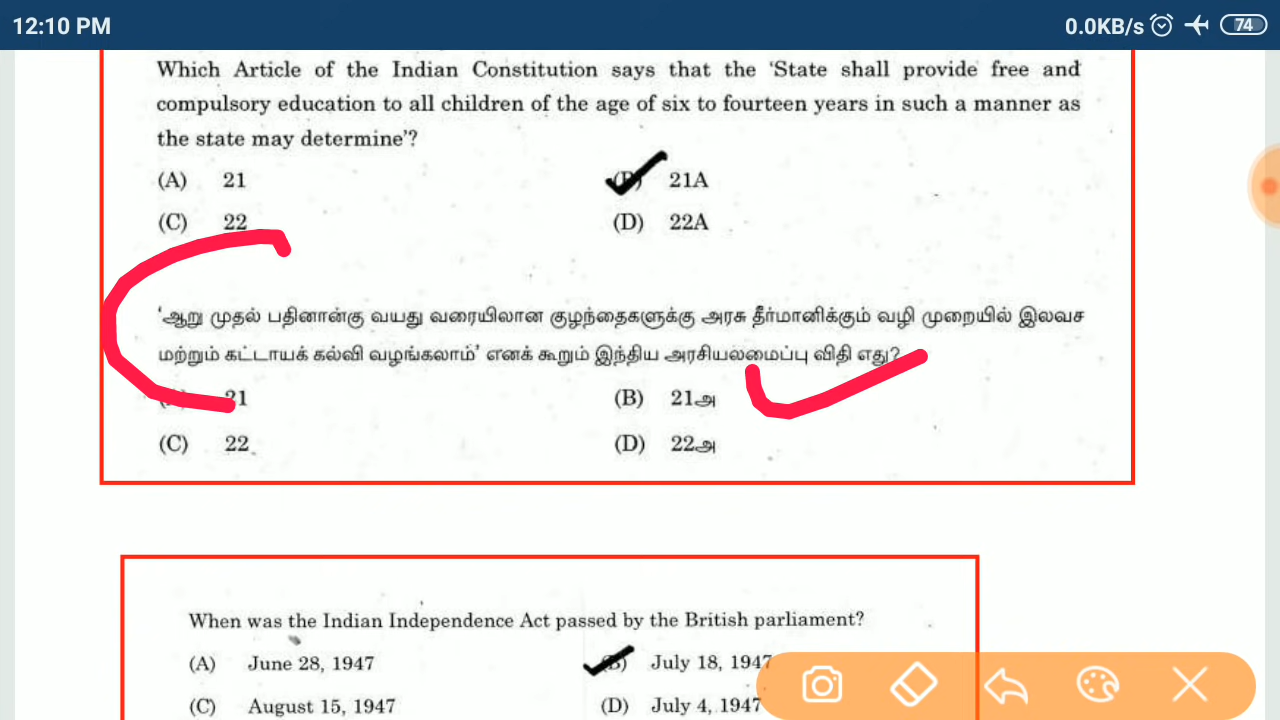 12:10 PM 0.0KB/s 74
Which Article of the Indian Constitution says that the ‘State shall provide free and
compulsory education to all children of the age of six to fourteen years in such a manner as
the state may determine’?
(A) 21 (B) 21A
(C) 22 (D) 22A
‘ஆறு முதல் பதினான்கு வயது வரையிலான குழந்தைகளுக்கு அரசு தீர்மானிக்கும் வழி முறையில் இலவச
மற்றும் கட்டாயக் கல்வி வழங்கலாம்’ எனக் கூறும் இந்திய அரசியலமைப்பு விதி எது?
21 (B) 21அ
(C) 22 (D) 22அ
When was the Indian Independence Act passed by the British parliament?
(A) June 28, 1947 (B) July 18, 1947
(C) August 15, 1947 (D) July 4, 1947